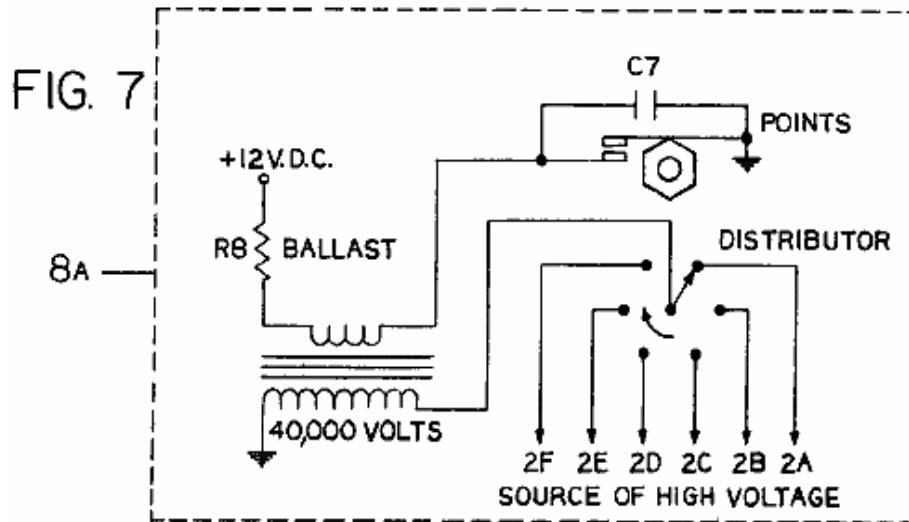 FIG. 7
C7
POINTS
+12V.D.C.
R8 BALLAST
DISTRIBUTOR
8A
40,000 VOLTS
2F 2E 2D 2C 2B 2A
SOURCE OF HIGH VOLTAGE